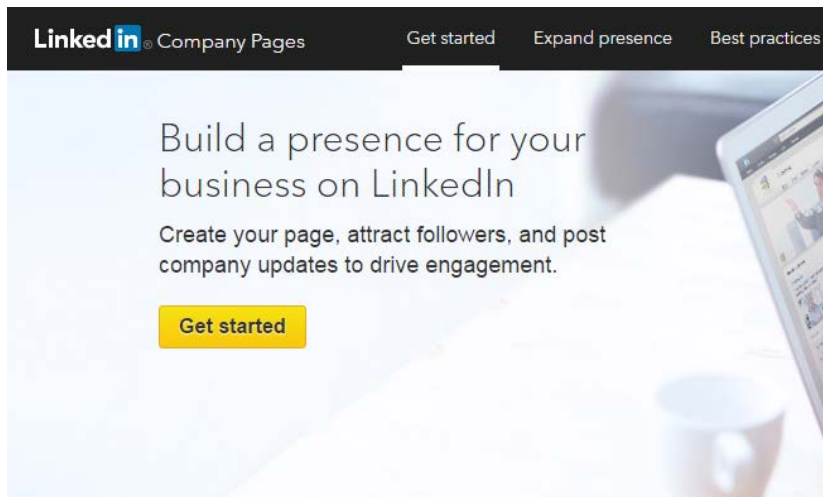 Linked in ® Company Pages Get started Expand presence Best practices
Build a presence for your
business on LinkedIn
Create your page, attract followers, and post
company updates to drive engagement.
Get started